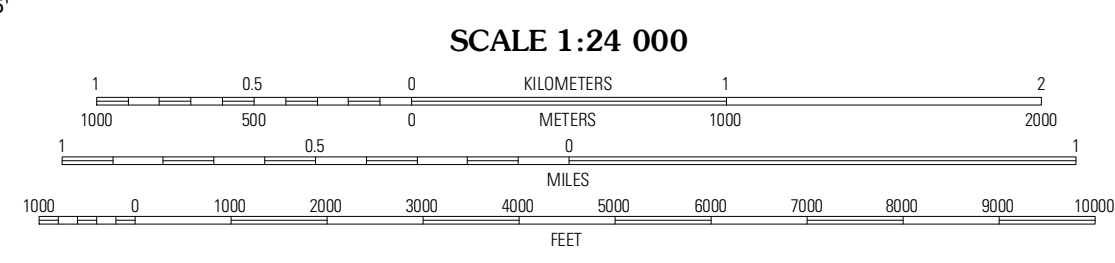 5'
SCALE 1:24 000
1 0.5 0 KILOMETERS 1 2
1000 500 0 METERS 1000 2000
1 0.5 0 1
MILES
1000 0 1000 2000 3000 4000 5000 6000 7000 8000 9000 10000
FEET